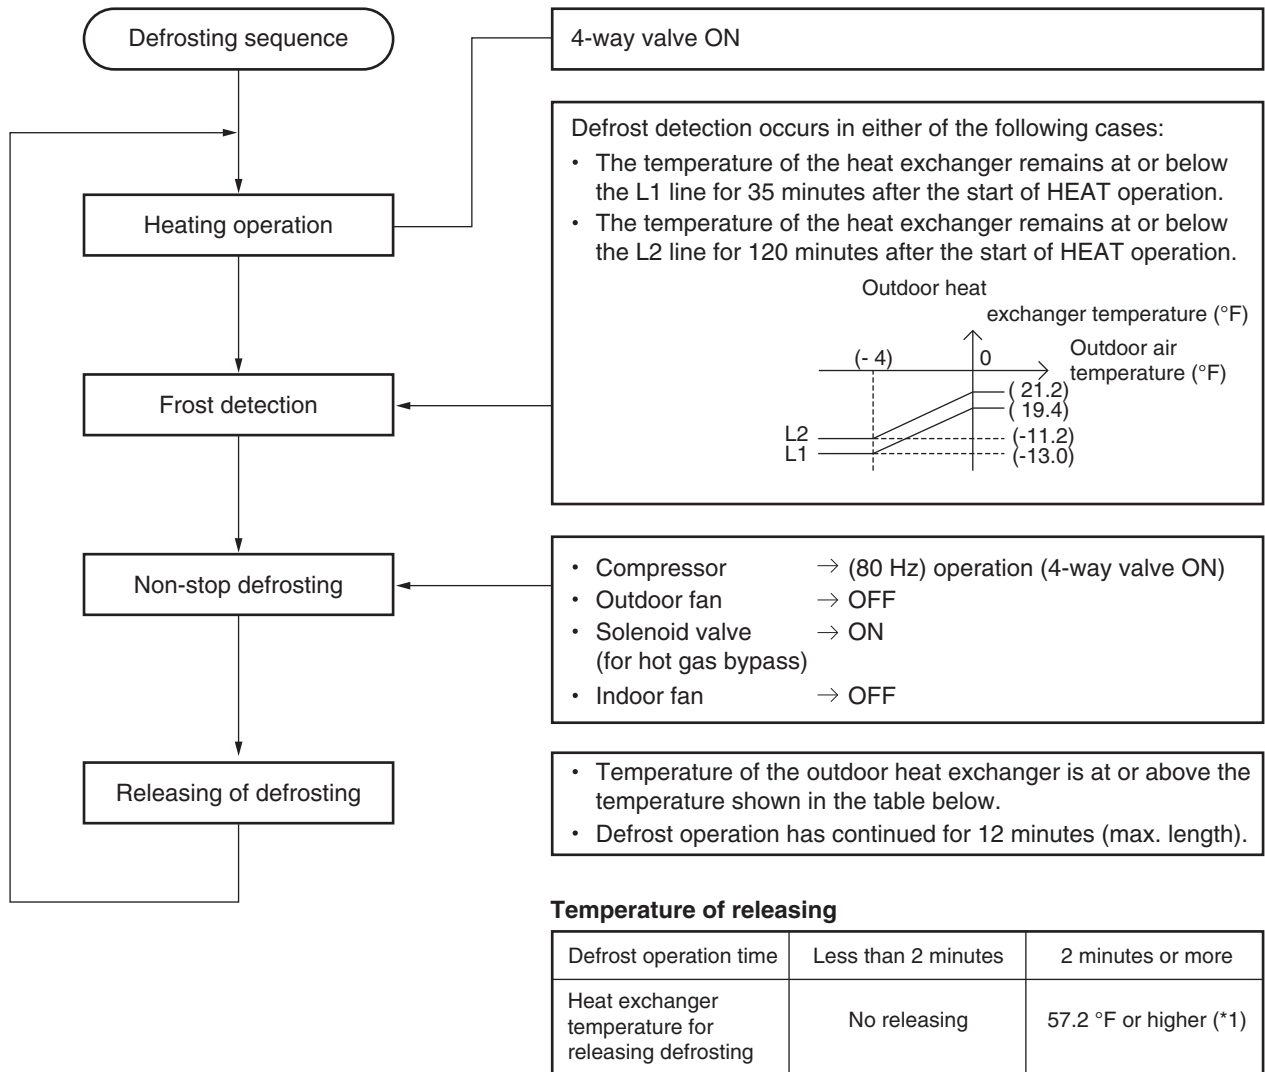 Defrosting sequence
4-way valve ON
Heating operation
Defrost detection occurs in either of the following cases:
• The temperature of the heat exchanger remains at or below
the L1 line for 35 minutes after the start of HEAT operation.
• The temperature of the heat exchanger remains at or below
the L2 line for 120 minutes after the start of HEAT operation.
Outdoor heat
exchanger temperature (°F)
(- 4)
0
Outdoor air
temperature (°F)
( 21.2)
( 19.4)
L2
(-11.2)
L1
(-13.0)
Frost detection
Non-stop defrosting
• Compressor → (80 Hz) operation (4-way valve ON)
• Outdoor fan → OFF
• Solenoid valve → ON
(for hot gas bypass)
• Indoor fan → OFF
Releasing of defrosting
• Temperature of the outdoor heat exchanger is at or above the
temperature shown in the table below.
• Defrost operation has continued for 12 minutes (max. length).
Temperature of releasing
Defrost operation time Less than 2 minutes 2 minutes or more
Heat exchanger
temperature for
releasing defrosting
No releasing
57.2 °F or higher (*1)